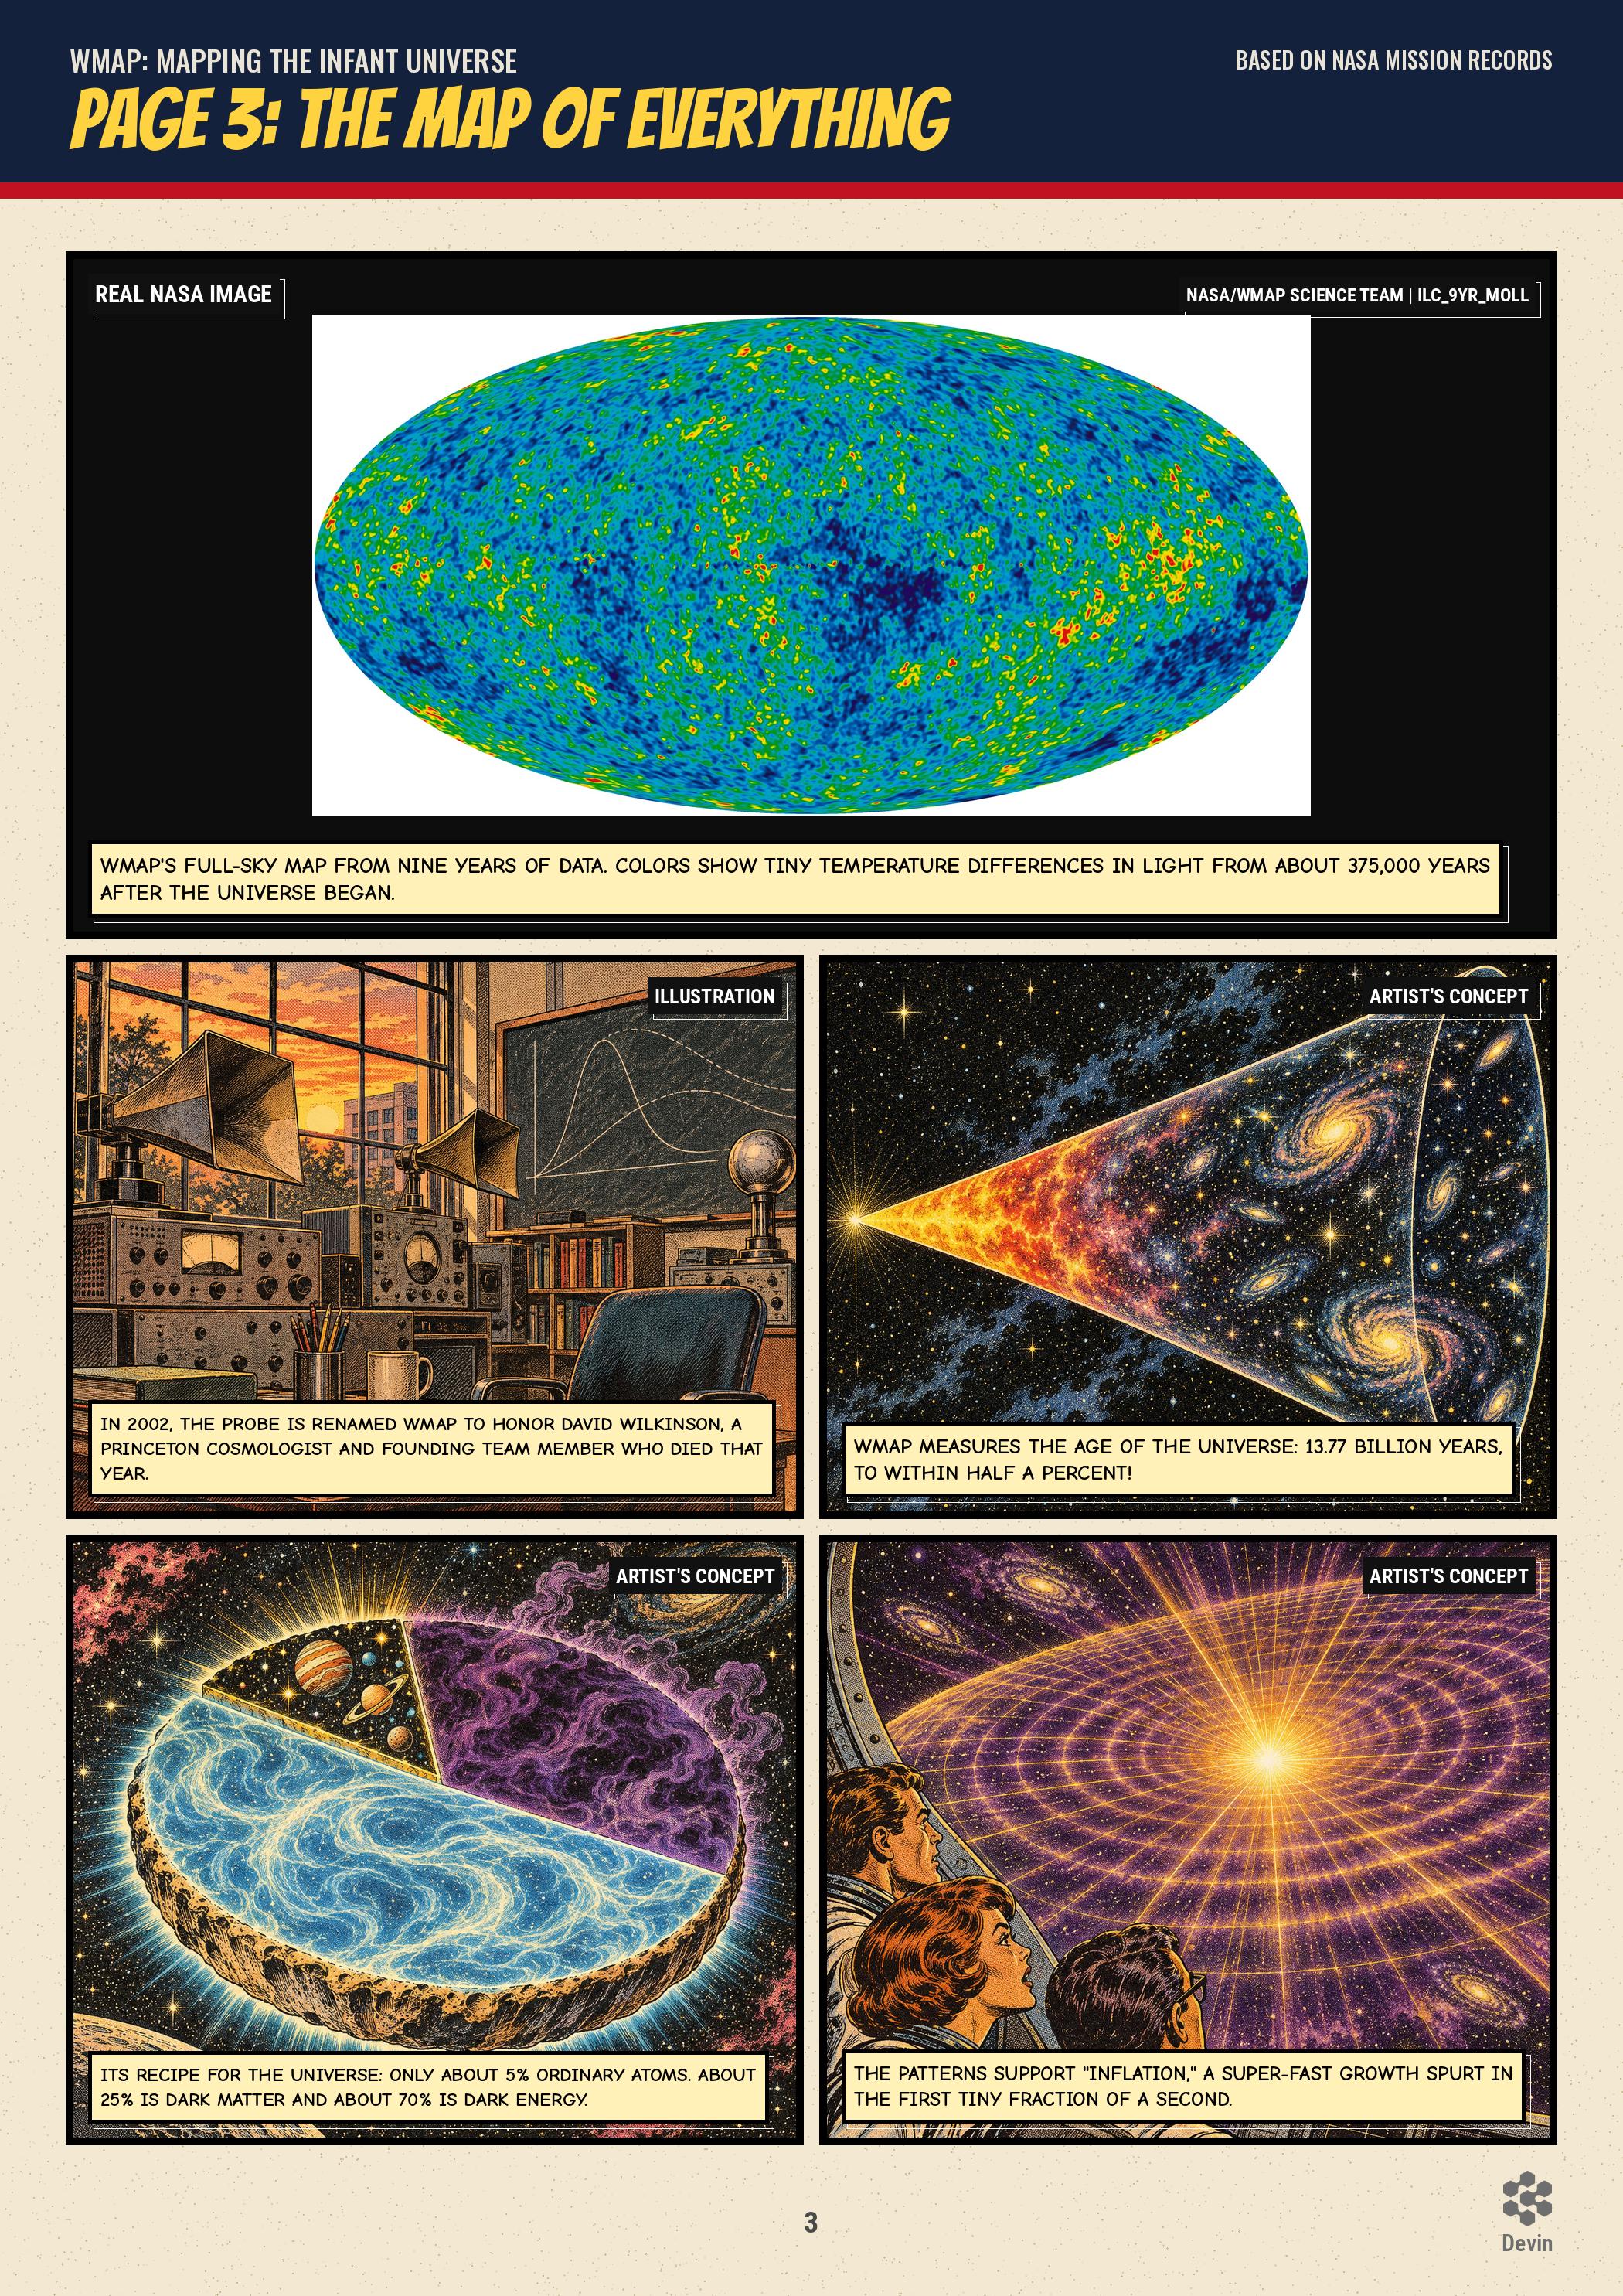 WMAP: MAPPING THE INFANT UNIVERSE
BASED ON NASA MISSION RECORDS
PAGE 3: THE MAP OF EVERYTHING
REAL NASA IMAGE
NASA/WMAP SCIENCE TEAM | ILC_9YR_MOLL
WMAP'S FULL-SKY MAP FROM NINE YEARS OF DATA. COLORS SHOW TINY TEMPERATURE DIFFERENCES IN LIGHT FROM ABOUT 375,000 YEARS
AFTER THE UNIVERSE BEGAN.
ILLUSTRATION
IN 2002, THE PROBE IS RENAMED WMAP TO HONOR DAVID WILKINSON, A
PRINCETON COSMOLOGIST AND FOUNDING TEAM MEMBER WHO DIED THAT
YEAR.
ARTIST'S CONCEPT
WMAP MEASURES THE AGE OF THE UNIVERSE: 13.77 BILLION YEARS,
TO WITHIN HALF A PERCENT!
ARTIST'S CONCEPT
ITS RECIPE FOR THE UNIVERSE: ONLY ABOUT 5% ORDINARY ATOMS. ABOUT
25% IS DARK MATTER AND ABOUT 70% IS DARK ENERGY.
ARTIST'S CONCEPT
THE PATTERNS SUPPORT "INFLATION," A SUPER-FAST GROWTH SPURT IN
THE FIRST TINY FRACTION OF A SECOND.
3
Devin